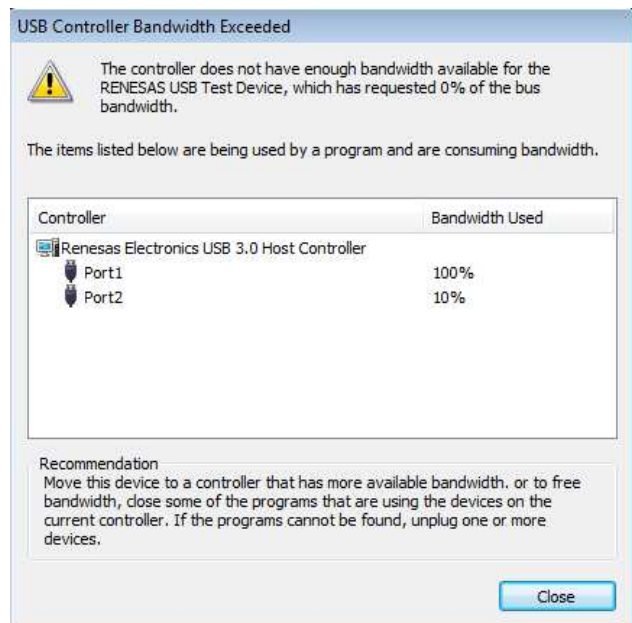 USB Controller Bandwidth Exceeded
The controller does not have enough bandwidth available for the
RENESAS USB Test Device, which has requested 0% of the bus
bandwidth.
The items listed below are being used by a program and are consuming bandwidth.
Controller Bandwidth Used
Renesas Electronics USB 3.0 Host Controller
Port1 100%
Port2 10%
Recommendation
Move this device to a controller that has more available bandwidth. or to free
bandwidth, close some of the programs that are using the devices on the
current controller. If the programs cannot be found, unplug one or more
devices.
Close